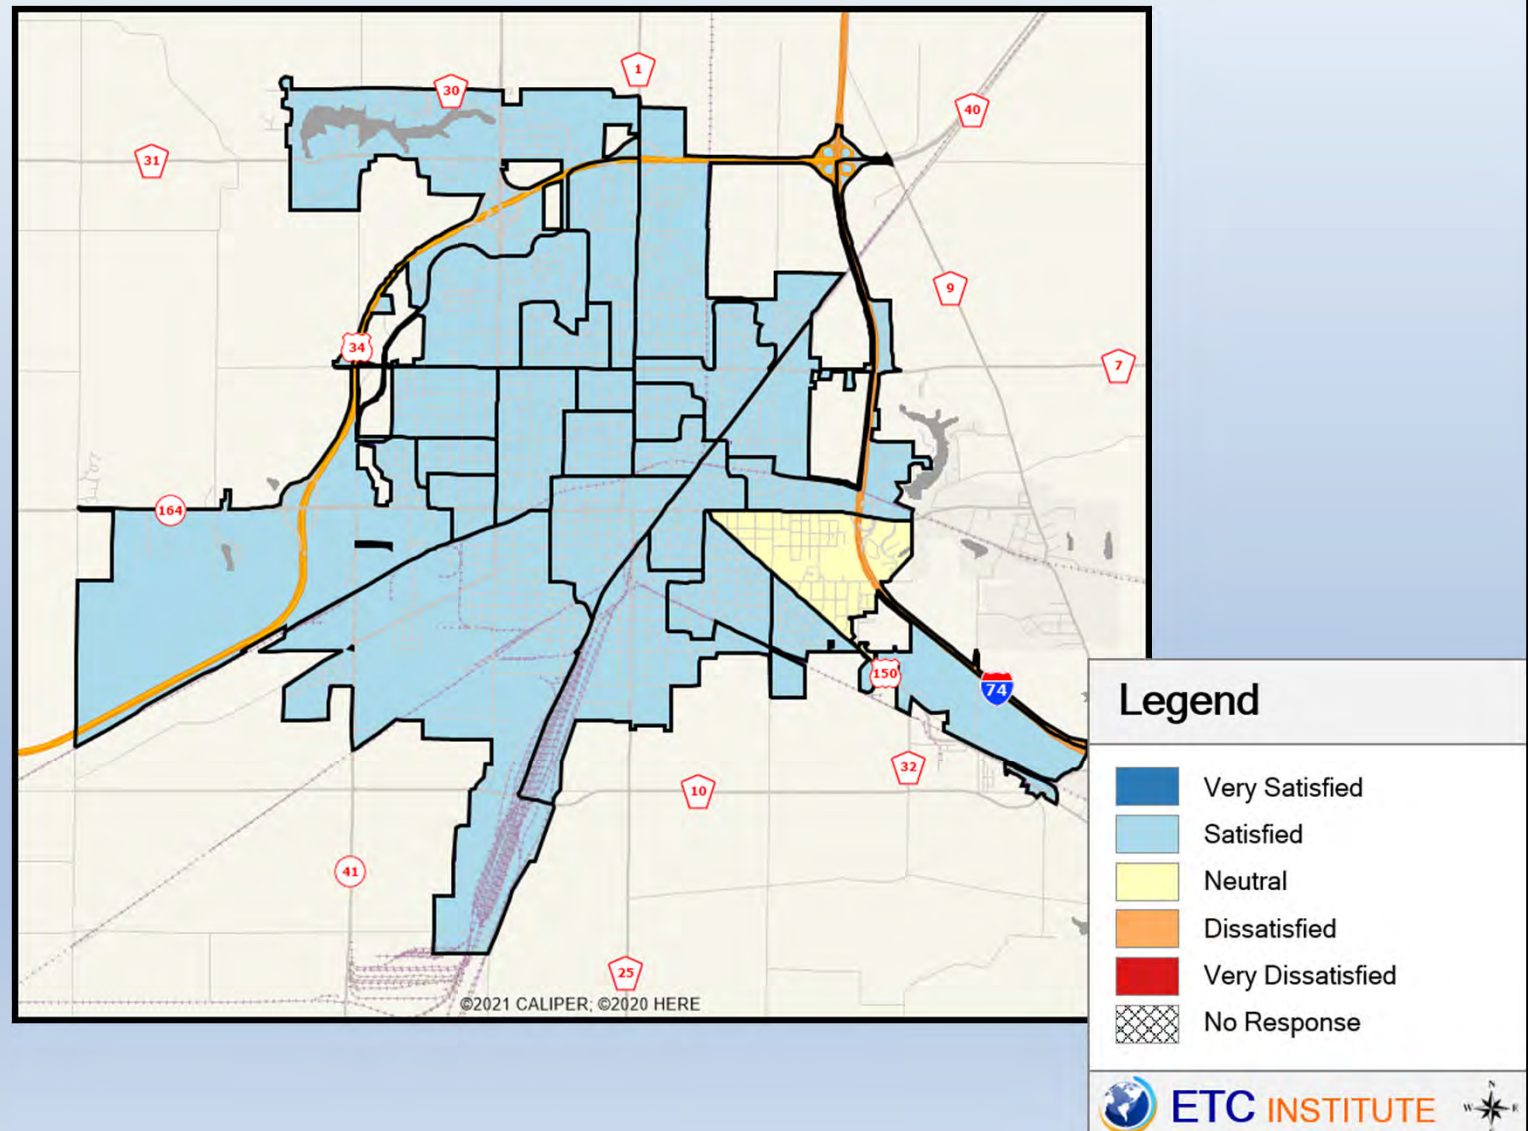 1
30
40
31
9
34
7
164
150
74
32
10
41
25
©2021 CALIPER; ©2020 HERE
Legend
Very Satisfied
Satisfied
Neutral
Dissatisfied
Very Dissatisfied
No Response
ETC INSTITUTE
N
W E
S